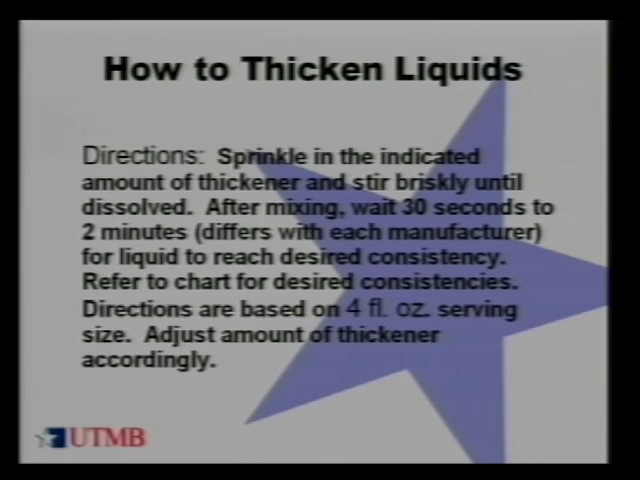 How to Thicken Liquids
Directions: Sprinkle in the indicated
amount of thickener and stir briskly until
dissolved. After mixing, wait 30 seconds to
2 minutes (differs with each manufacturer)
for liquid to reach desired consistency.
Refer to chart for desired consistencies.
Directions are based on 4 fl. oz. serving
size. Adjust amount of thickener
accordingly.
UTMB